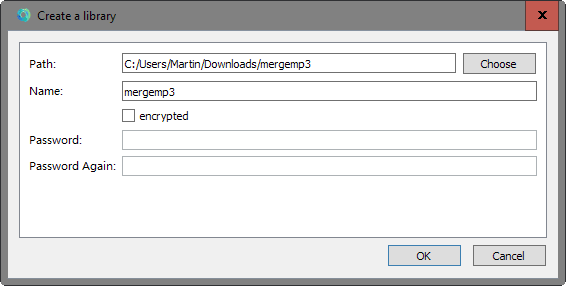 Create a library
Path: C:/Users/Martin/Downloads/mergemp3 Choose
Name: mergemp3
encrypted
Password:
Password Again:
OK Cancel